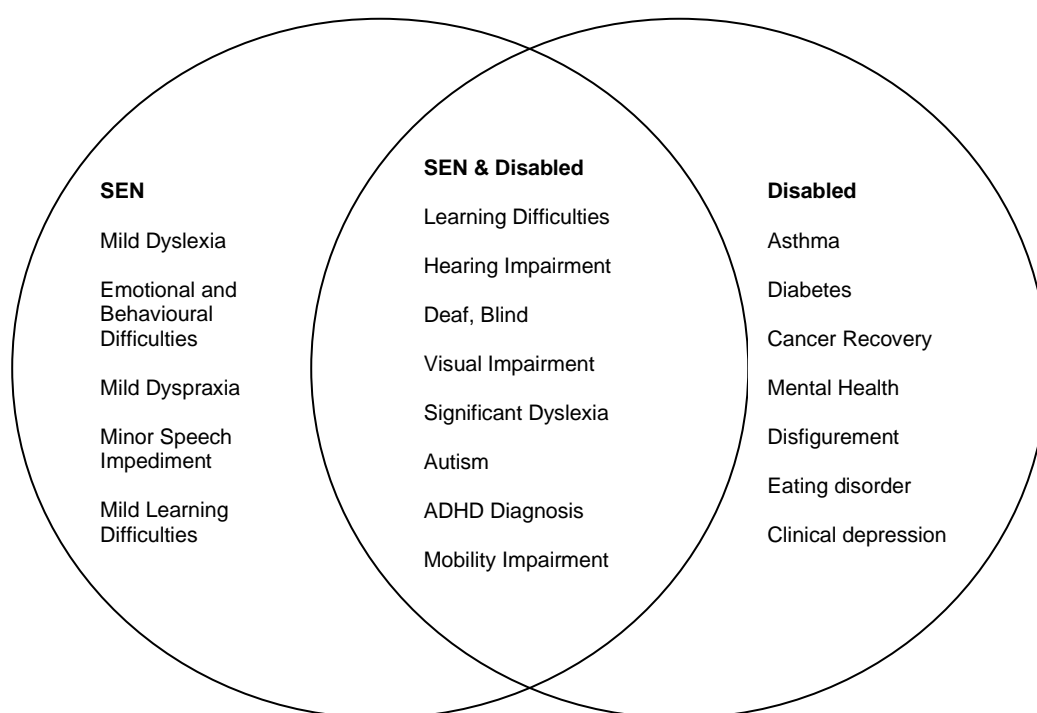 SEN
Mild Dyslexia
Emotional and
Behavioural
Difficulties
Mild Dyspraxia
Minor Speech
Impediment
Mild Learning
Difficulties
SEN & Disabled
Learning Difficulties
Hearing Impairment
Deaf, Blind
Visual Impairment
Significant Dyslexia
Autism
ADHD Diagnosis
Mobility Impairment
Disabled
Asthma
Diabetes
Cancer Recovery
Mental Health
Disfigurement
Eating disorder
Clinical depression